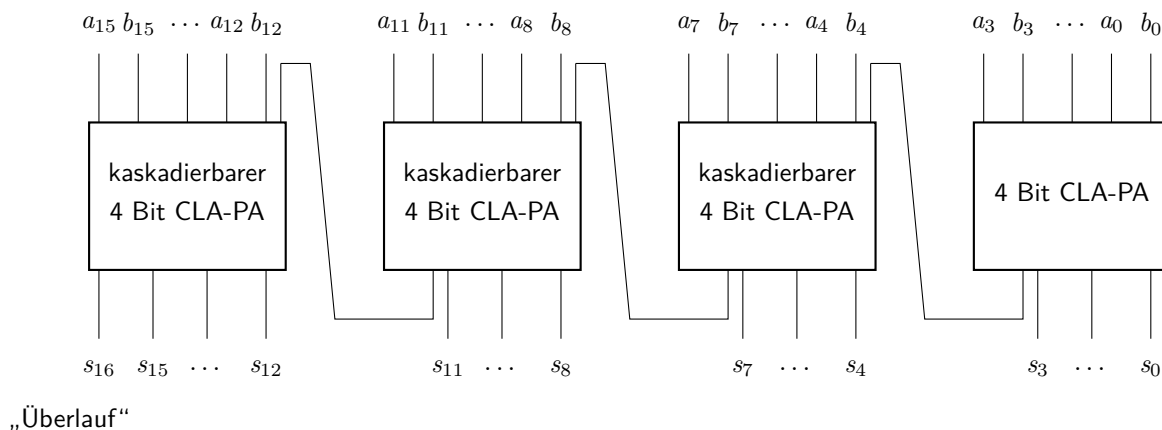 a15 b15 ... a12 b12 a11 b11 ... a8 b8 a7 b7 ... a4 b4 a3 b3 ... a0 b0
kaskadierbarer kaskadierbarer kaskadierbarer
4 Bit CLA-PA 4 Bit CLA-PA 4 Bit CLA-PA 4 Bit CLA-PA
s16 s15 ... s12 s11 ... s8 s7 ... s4 s3 ... s0
„Überlauf“